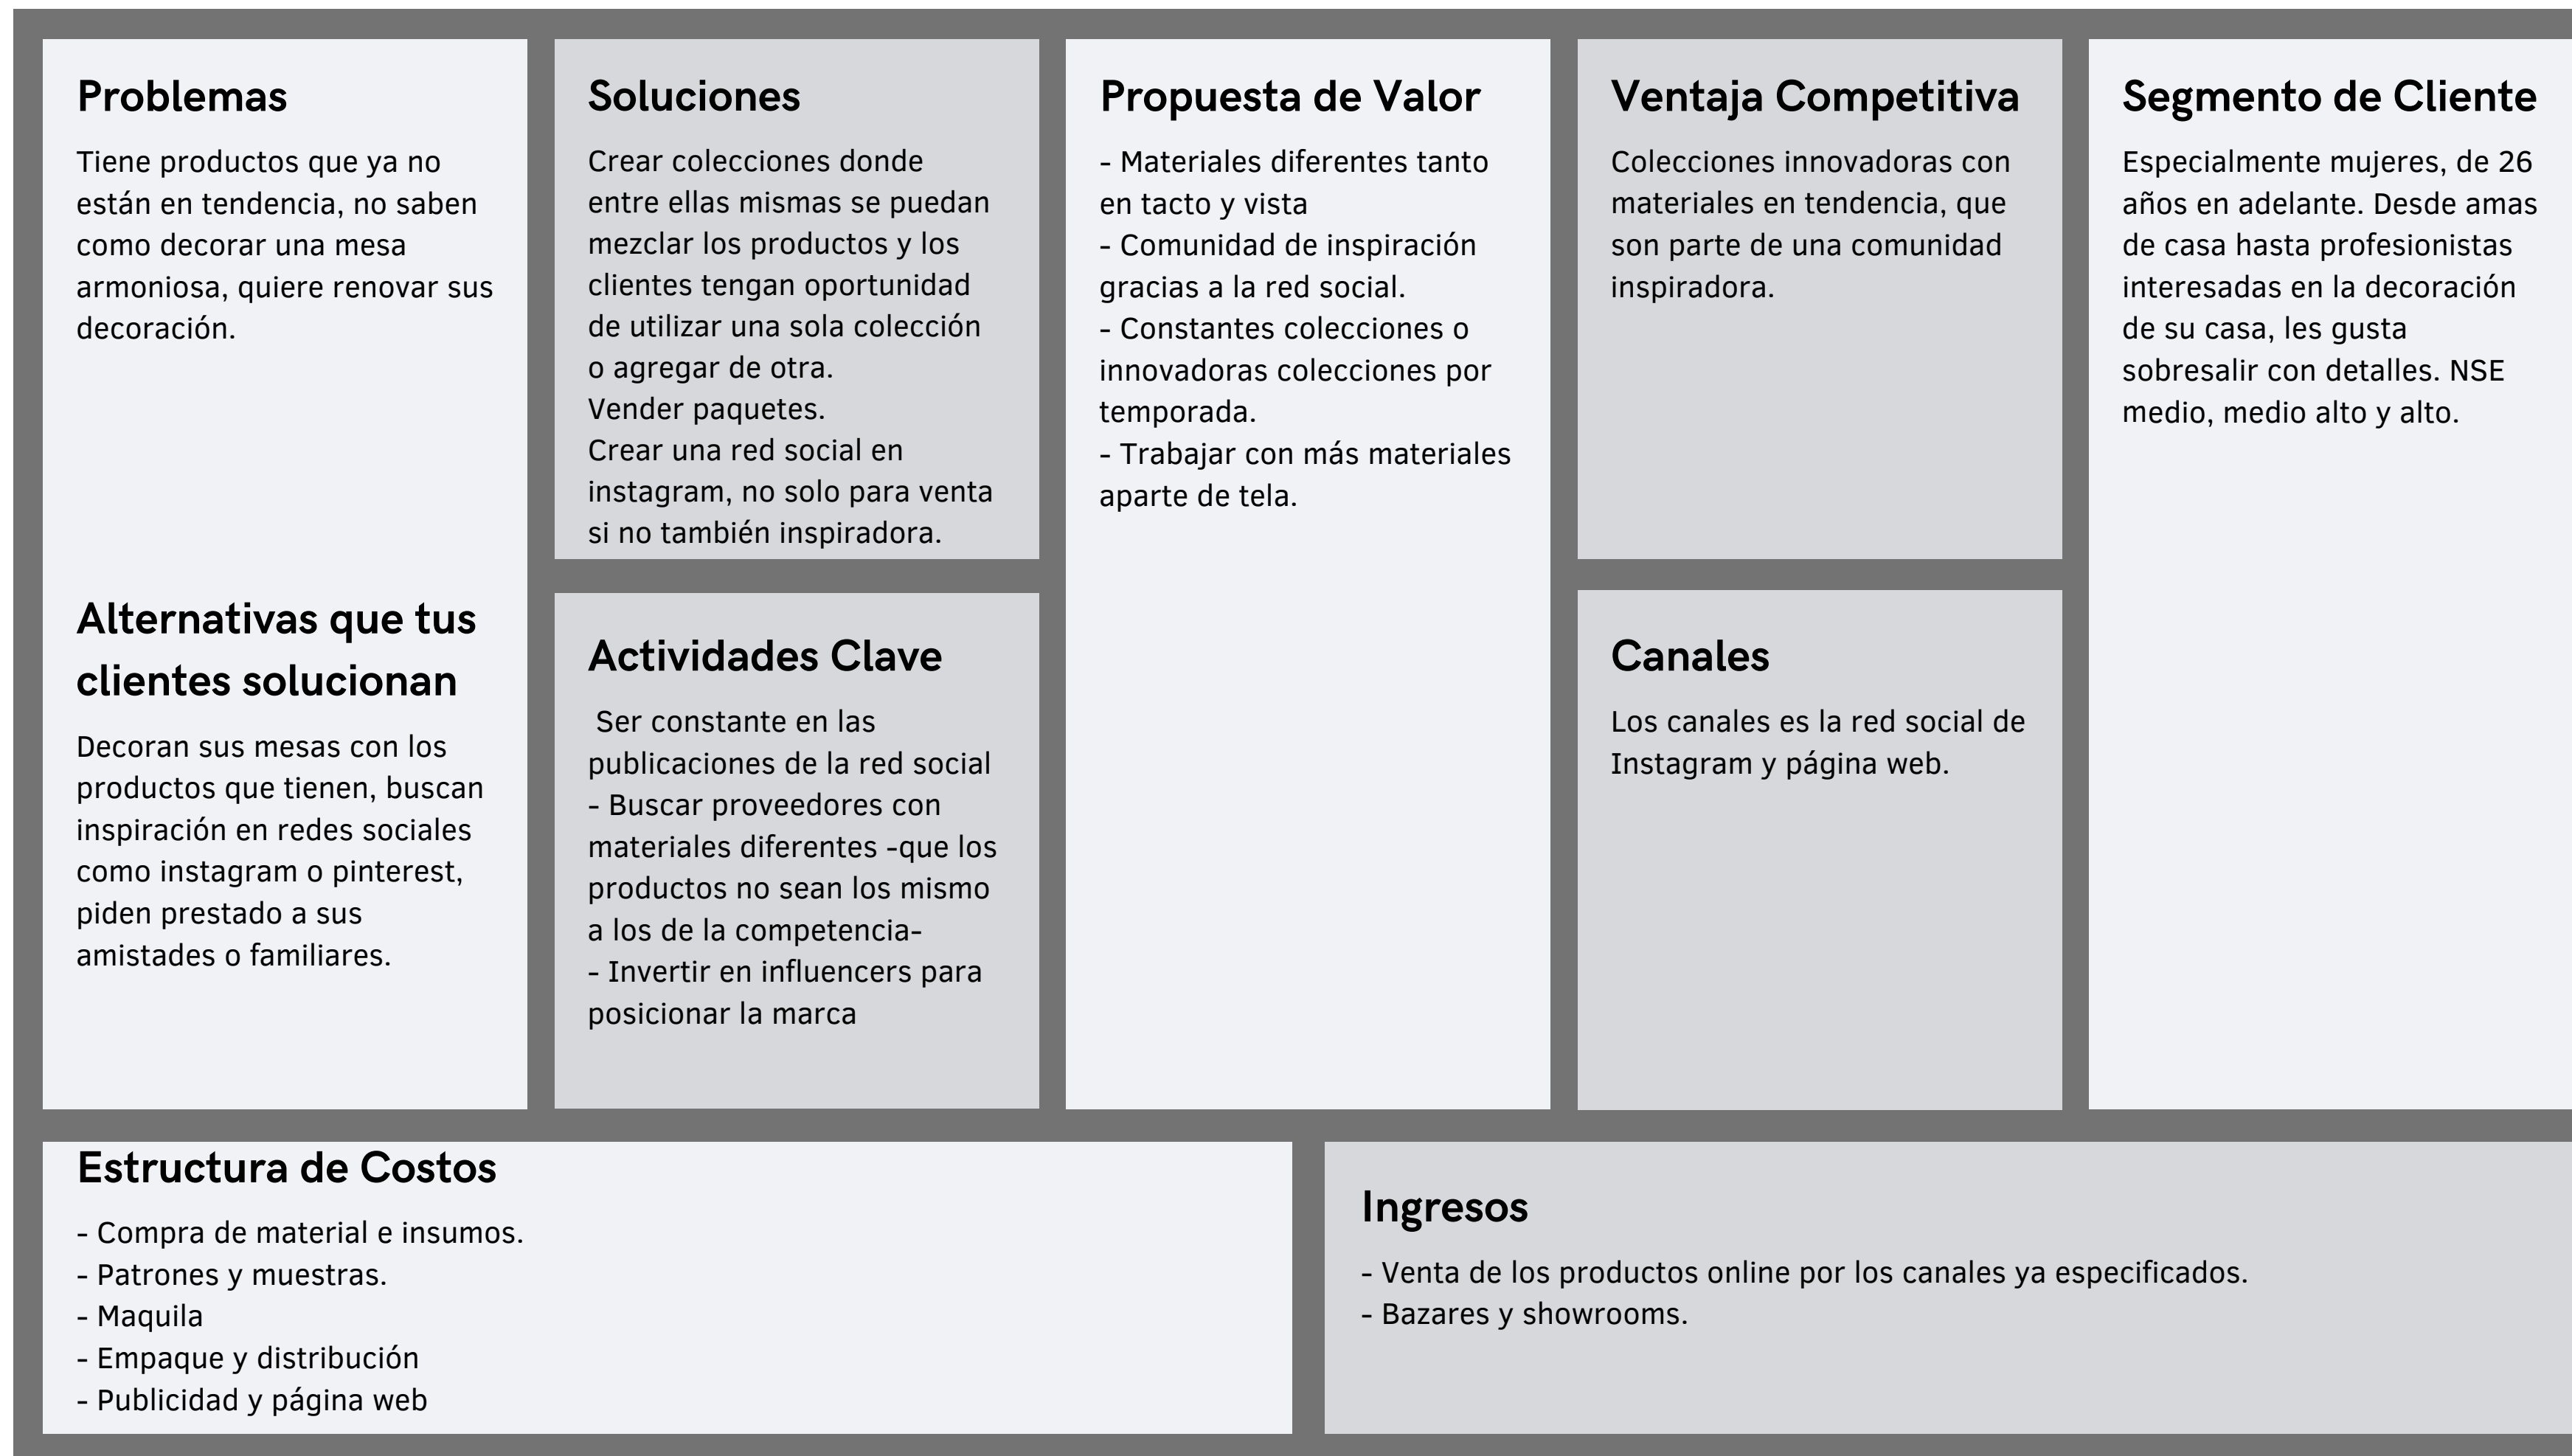 Problemas
Tiene productos que ya no
están en tendencia, no saben
como decorar una mesa
armoniosa, quiere renovar sus
decoración.
Alternativas que tus
clientes solucionan
Decoran sus mesas con los
productos que tienen, buscan
inspiración en redes sociales
como instagram o pinterest,
piden prestado a sus
amistades o familiares.
Soluciones
Crear colecciones donde
entre ellas mismas se puedan
mezclar los productos y los
clientes tengan oportunidad
de utilizar una sola colección
o agregar de otra.
Vender paquetes.
Crear una red social en
instagram, no solo para venta
si no también inspiradora.
Actividades Clave
Ser constante en las
publicaciones de la red social
- Buscar proveedores con
materiales diferentes -que los
productos no sean los mismo
a los de la competencia-
- Invertir en influencers para
posicionar la marca
Propuesta de Valor
- Materiales diferentes tanto
en tacto y vista
- Comunidad de inspiración
gracias a la red social.
- Constantes colecciones o
innovadoras colecciones por
temporada.
- Trabajar con más materiales
aparte de tela.
Ventaja Competitiva
Colecciones innovadoras con
materiales en tendencia, que
son parte de una comunidad
inspiradora.
Canales
Los canales es la red social de
Instagram y página web.
Segmento de Cliente
Especialmente mujeres, de 26
años en adelante. Desde amas
de casa hasta profesionistas
interesadas en la decoración
de su casa, les gusta
sobresalir con detalles. NSE
medio, medio alto y alto.
Estructura de Costos
- Compra de material e insumos.
- Patrones y muestras.
- Maquila
- Empaque y distribución
- Publicidad y página web
Ingresos
- Venta de los productos online por los canales ya especificados.
- Bazares y showrooms.